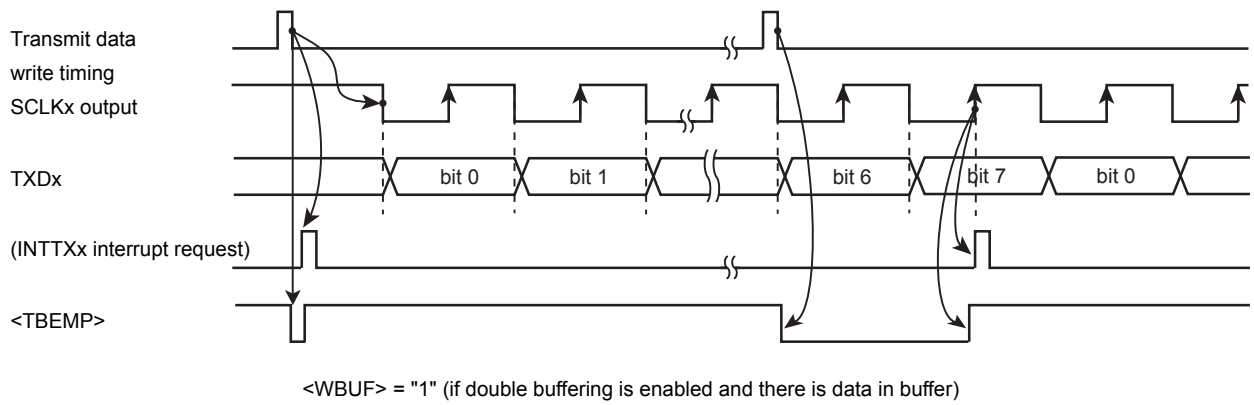 Transmit data
write timing
SCLKx output
TXDx
bit 0
bit 1
bit 6
bit 7
bit 0
(INTTXx interrupt request)
<TBEMP>
<WBUF> = "1" (if double buffering is enabled and there is data in buffer)